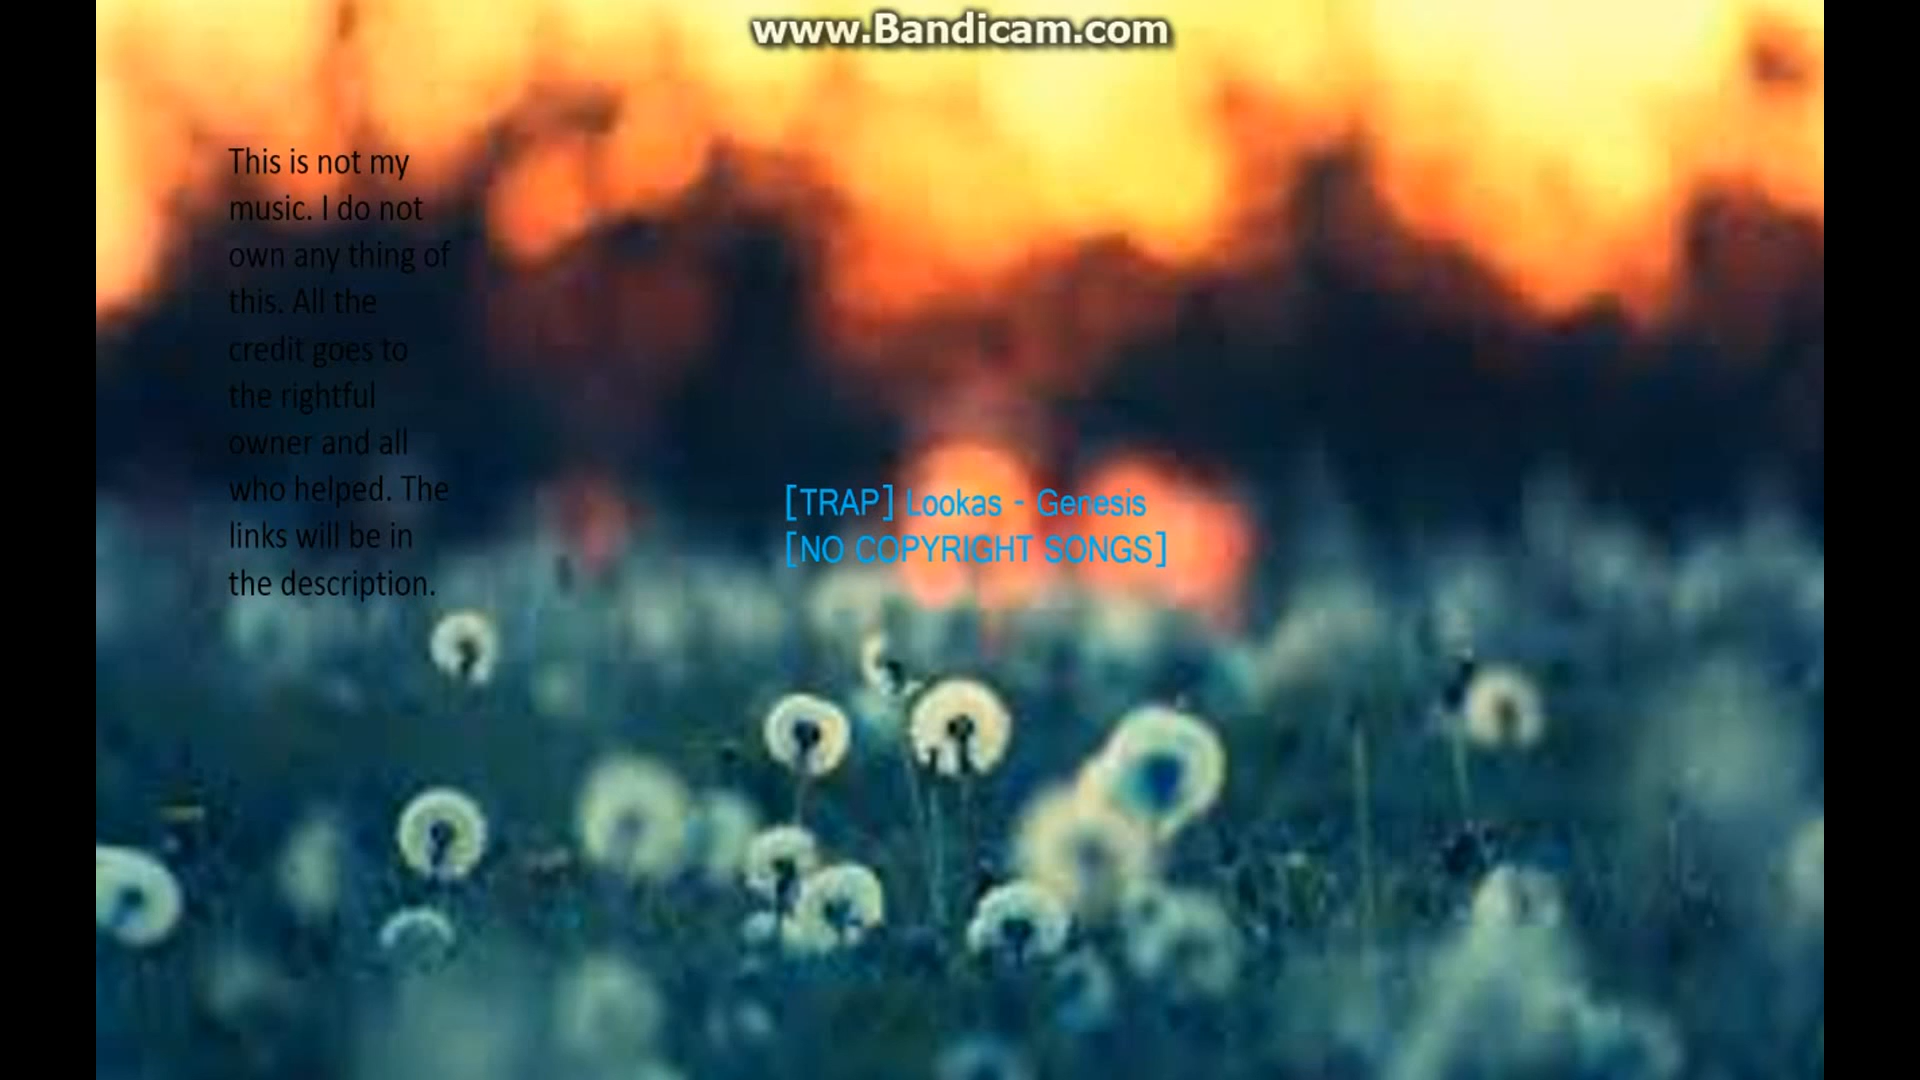 www.Bandicam.com
This is not my
music. I do not
own any thing of
this. All the
credit goes to
the rightful
owner and all
who helped. The
links will be in
the description.
[TRAP] Lookas - Genesis
[NO COPYRIGHT SONGS]